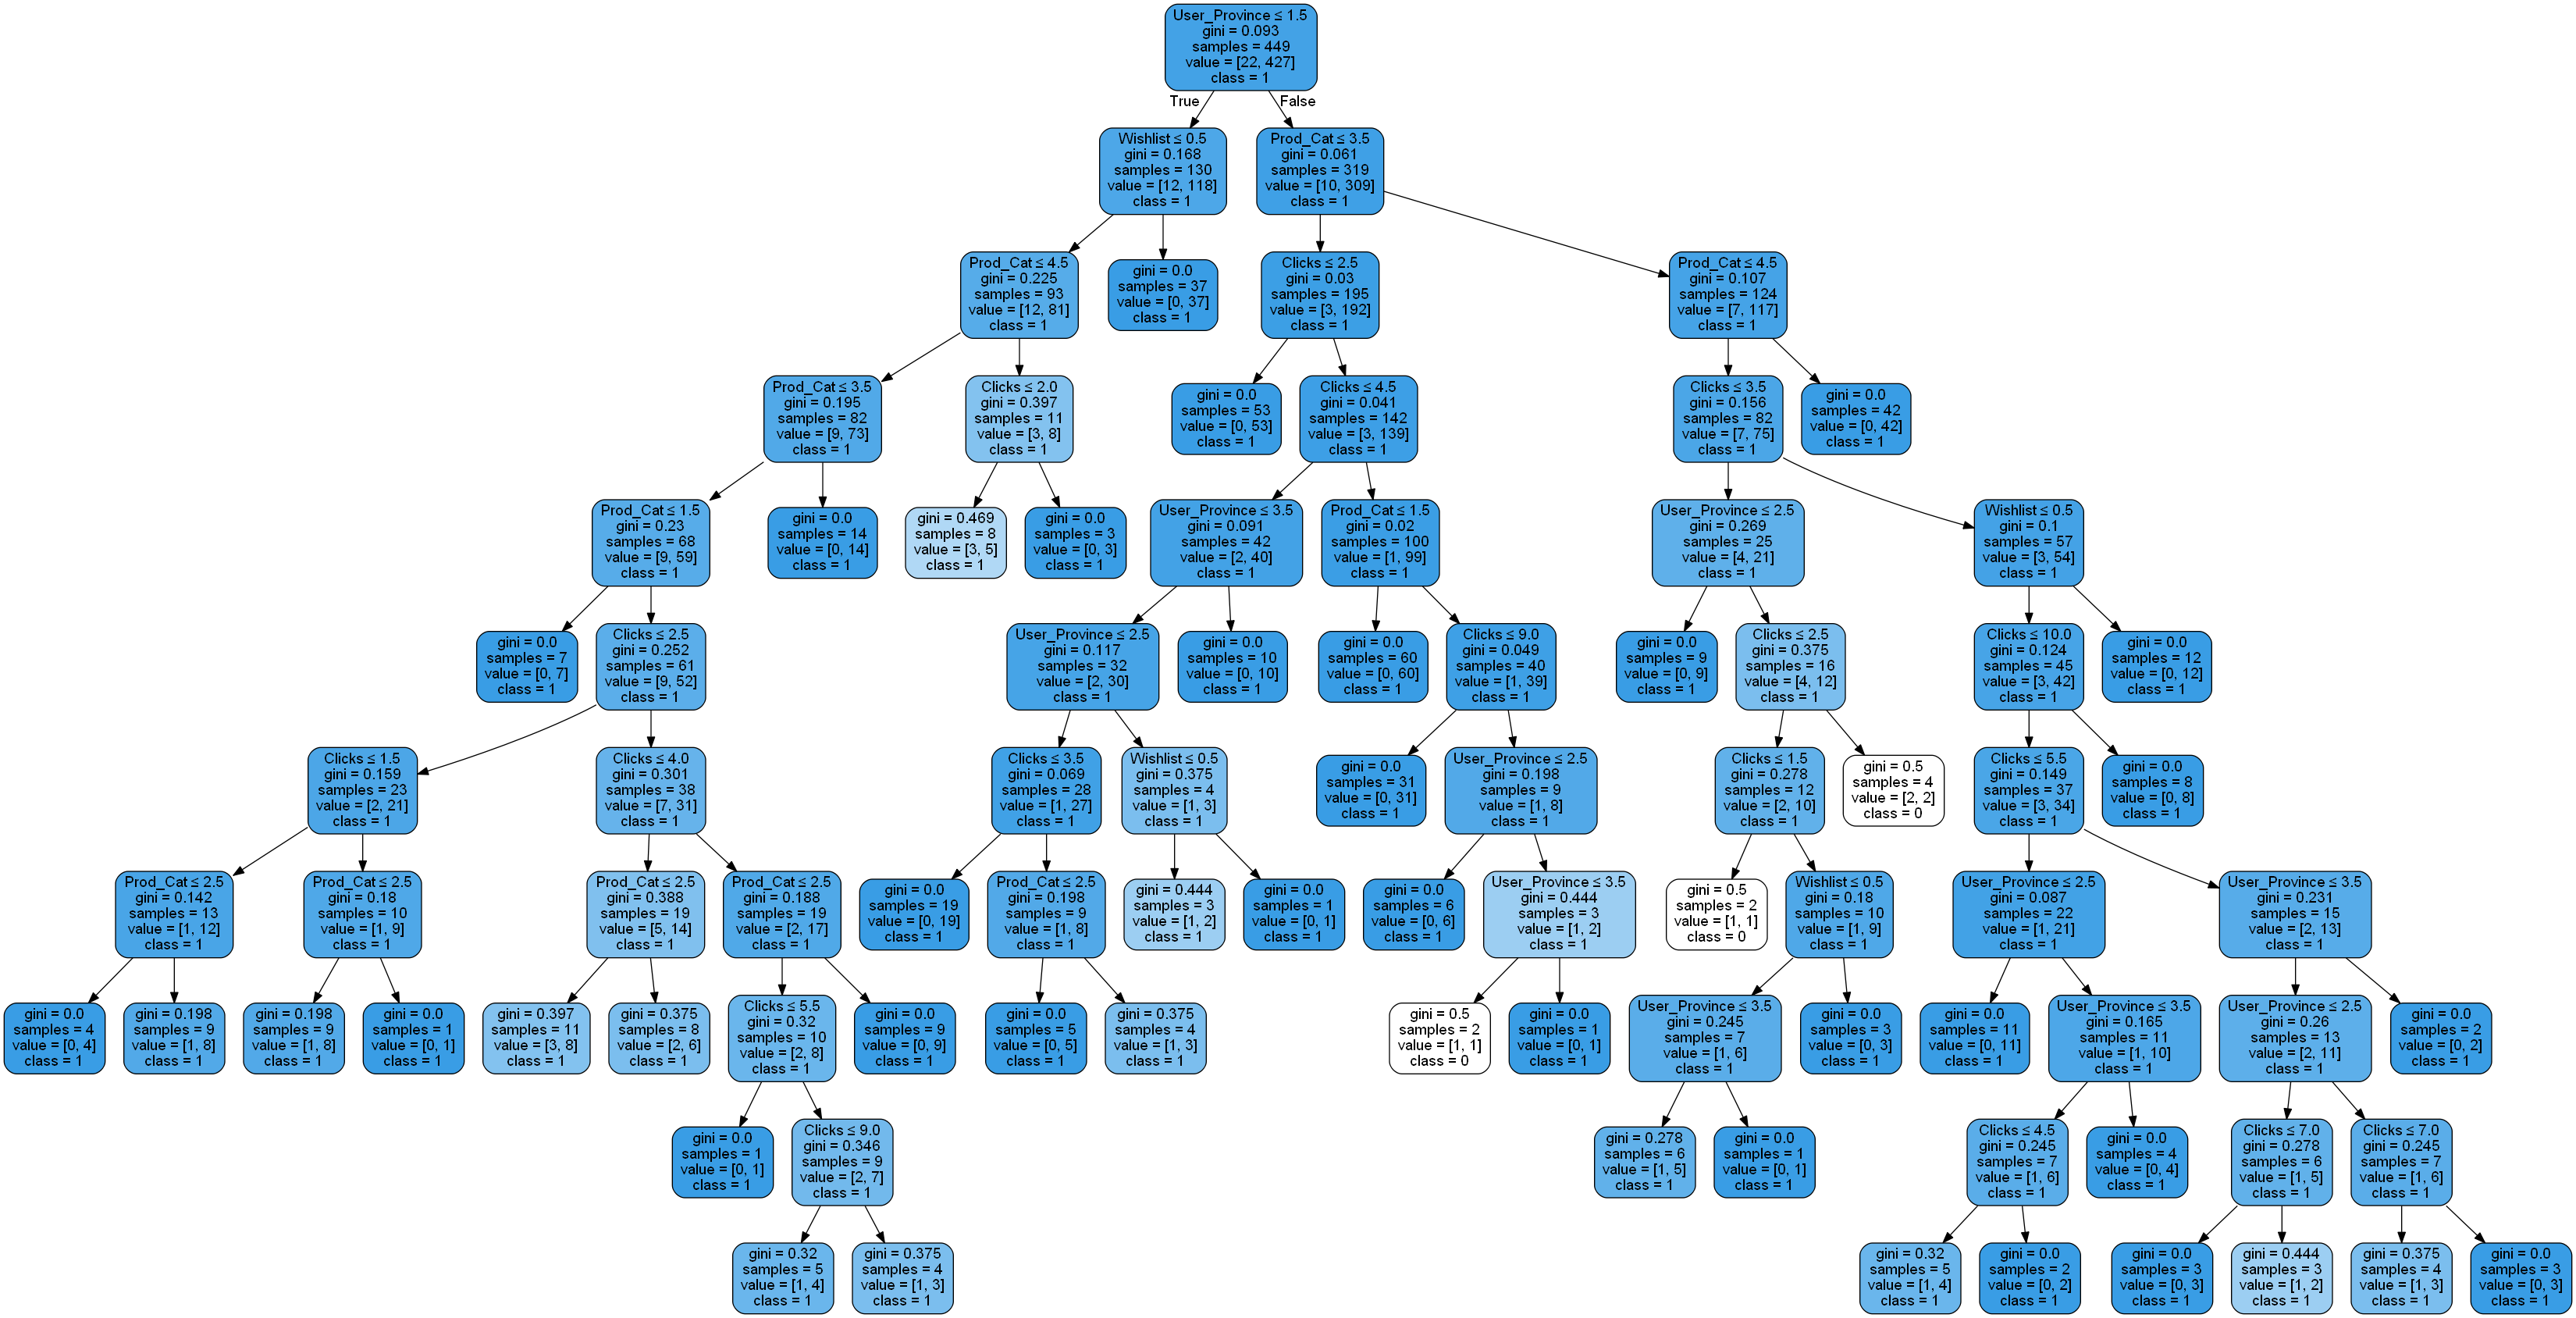 User_Province ≤ 1.5
gini = 0.093
samples = 449
value = [22, 427]
class = 1
True
False
Wishlist ≤ 0.5
gini = 0.168
samples = 130
value = [12, 118]
class = 1
Prod_Cat ≤ 3.5
gini = 0.061
samples = 319
value = [10, 309]
class = 1
Prod_Cat ≤ 4.5
gini = 0.225
samples = 93
value = [12, 81]
class = 1
gini = 0.0
samples = 37
value = [0, 37]
class = 1
Clicks ≤ 2.5
gini = 0.03
samples = 195
value = [3, 192]
class = 1
Prod_Cat ≤ 4.5
gini = 0.107
samples = 124
value = [7, 117]
class = 1
Prod_Cat ≤ 3.5
gini = 0.195
samples = 82
value = [9, 73]
class = 1
Clicks ≤ 2.0
gini = 0.397
samples = 11
value = [3, 8]
class = 1
gini = 0.0
samples = 53
value = [0, 53]
class = 1
Clicks ≤ 4.5
gini = 0.041
samples = 142
value = [3, 139]
class = 1
Clicks ≤ 3.5
gini = 0.156
samples = 82
value = [7, 75]
class = 1
gini = 0.0
samples = 42
value = [0, 42]
class = 1
Prod_Cat ≤ 1.5
gini = 0.23
samples = 68
value = [9, 59]
class = 1
gini = 0.0
samples = 14
value = [0, 14]
class = 1
gini = 0.469
samples = 8
value = [3, 5]
class = 1
gini = 0.0
samples = 3
value = [0, 3]
class = 1
User_Province ≤ 3.5
gini = 0.091
samples = 42
value = [2, 40]
class = 1
Prod_Cat ≤ 1.5
gini = 0.02
samples = 100
value = [1, 99]
class = 1
User_Province ≤ 2.5
gini = 0.269
samples = 25
value = [4, 21]
class = 1
Wishlist ≤ 0.5
gini = 0.1
samples = 57
value = [3, 54]
class = 1
gini = 0.0
samples = 7
value = [0, 7]
class = 1
Clicks ≤ 2.5
gini = 0.252
samples = 61
value = [9, 52]
class = 1
User_Province ≤ 2.5
gini = 0.117
samples = 32
value = [2, 30]
class = 1
gini = 0.0
samples = 10
value = [0, 10]
class = 1
gini = 0.0
samples = 60
value = [0, 60]
class = 1
Clicks ≤ 9.0
gini = 0.049
samples = 40
value = [1, 39]
class = 1
gini = 0.0
samples = 9
value = [0, 9]
class = 1
Clicks ≤ 2.5
gini = 0.375
samples = 16
value = [4, 12]
class = 1
Clicks ≤ 10.0
gini = 0.124
samples = 45
value = [3, 42]
class = 1
gini = 0.0
samples = 12
value = [0, 12]
class = 1
Clicks ≤ 1.5
gini = 0.159
samples = 23
value = [2, 21]
class = 1
Clicks ≤ 4.0
gini = 0.301
samples = 38
value = [7, 31]
class = 1
Clicks ≤ 3.5
gini = 0.069
samples = 28
value = [1, 27]
class = 1
Wishlist ≤ 0.5
gini = 0.375
samples = 4
value = [1, 3]
class = 1
gini = 0.0
samples = 31
value = [0, 31]
class = 1
User_Province ≤ 2.5
gini = 0.198
samples = 9
value = [1, 8]
class = 1
Clicks ≤ 1.5
gini = 0.278
samples = 12
value = [2, 10]
class = 1
gini = 0.5
samples = 4
value = [2, 2]
class = 0
Clicks ≤ 5.5
gini = 0.149
samples = 37
value = [3, 34]
class = 1
gini = 0.0
samples = 8
value = [0, 8]
class = 1
Prod_Cat ≤ 2.5
gini = 0.142
samples = 13
value = [1, 12]
class = 1
Prod_Cat ≤ 2.5
gini = 0.18
samples = 10
value = [1, 9]
class = 1
Prod_Cat ≤ 2.5
gini = 0.388
samples = 19
value = [5, 14]
class = 1
Prod_Cat ≤ 2.5
gini = 0.188
samples = 19
value = [2, 17]
class = 1
gini = 0.0
samples = 19
value = [0, 19]
class = 1
Prod_Cat ≤ 2.5
gini = 0.198
samples = 9
value = [1, 8]
class = 1
gini = 0.444
samples = 3
value = [1, 2]
class = 1
gini = 0.0
samples = 1
value = [0, 1]
class = 1
gini = 0.0
samples = 6
value = [0, 6]
class = 1
User_Province ≤ 3.5
gini = 0.444
samples = 3
value = [1, 2]
class = 1
gini = 0.5
samples = 2
value = [1, 1]
class = 0
Wishlist ≤ 0.5
gini = 0.18
samples = 10
value = [1, 9]
class = 1
User_Province ≤ 2.5
gini = 0.087
samples = 22
value = [1, 21]
class = 1
User_Province ≤ 3.5
gini = 0.231
samples = 15
value = [2, 13]
class = 1
gini = 0.0
samples = 4
value = [0, 4]
class = 1
gini = 0.198
samples = 9
value = [1, 8]
class = 1
gini = 0.198
samples = 9
value = [1, 8]
class = 1
gini = 0.0
samples = 1
value = [0, 1]
class = 1
gini = 0.397
samples = 11
value = [3, 8]
class = 1
gini = 0.375
samples = 8
value = [2, 6]
class = 1
Clicks ≤ 5.5
gini = 0.32
samples = 10
value = [2, 8]
class = 1
gini = 0.0
samples = 9
value = [0, 9]
class = 1
gini = 0.0
samples = 5
value = [0, 5]
class = 1
gini = 0.375
samples = 4
value = [1, 3]
class = 1
gini = 0.5
samples = 2
value = [1, 1]
class = 0
gini = 0.0
samples = 1
value = [0, 1]
class = 1
User_Province ≤ 3.5
gini = 0.245
samples = 7
value = [1, 6]
class = 1
gini = 0.0
samples = 3
value = [0, 3]
class = 1
gini = 0.0
samples = 11
value = [0, 11]
class = 1
User_Province ≤ 3.5
gini = 0.165
samples = 11
value = [1, 10]
class = 1
User_Province ≤ 2.5
gini = 0.26
samples = 13
value = [2, 11]
class = 1
gini = 0.0
samples = 2
value = [0, 2]
class = 1
gini = 0.0
samples = 1
value = [0, 1]
class = 1
Clicks ≤ 9.0
gini = 0.346
samples = 9
value = [2, 7]
class = 1
gini = 0.278
samples = 6
value = [1, 5]
class = 1
gini = 0.0
samples = 1
value = [0, 1]
class = 1
Clicks ≤ 4.5
gini = 0.245
samples = 7
value = [1, 6]
class = 1
gini = 0.0
samples = 4
value = [0, 4]
class = 1
Clicks ≤ 7.0
gini = 0.278
samples = 6
value = [1, 5]
class = 1
Clicks ≤ 7.0
gini = 0.245
samples = 7
value = [1, 6]
class = 1
gini = 0.32
samples = 5
value = [1, 4]
class = 1
gini = 0.375
samples = 4
value = [1, 3]
class = 1
gini = 0.32
samples = 5
value = [1, 4]
class = 1
gini = 0.0
samples = 2
value = [0, 2]
class = 1
gini = 0.0
samples = 3
value = [0, 3]
class = 1
gini = 0.444
samples = 3
value = [1, 2]
class = 1
gini = 0.375
samples = 4
value = [1, 3]
class = 1
gini = 0.0
samples = 3
value = [0, 3]
class = 1